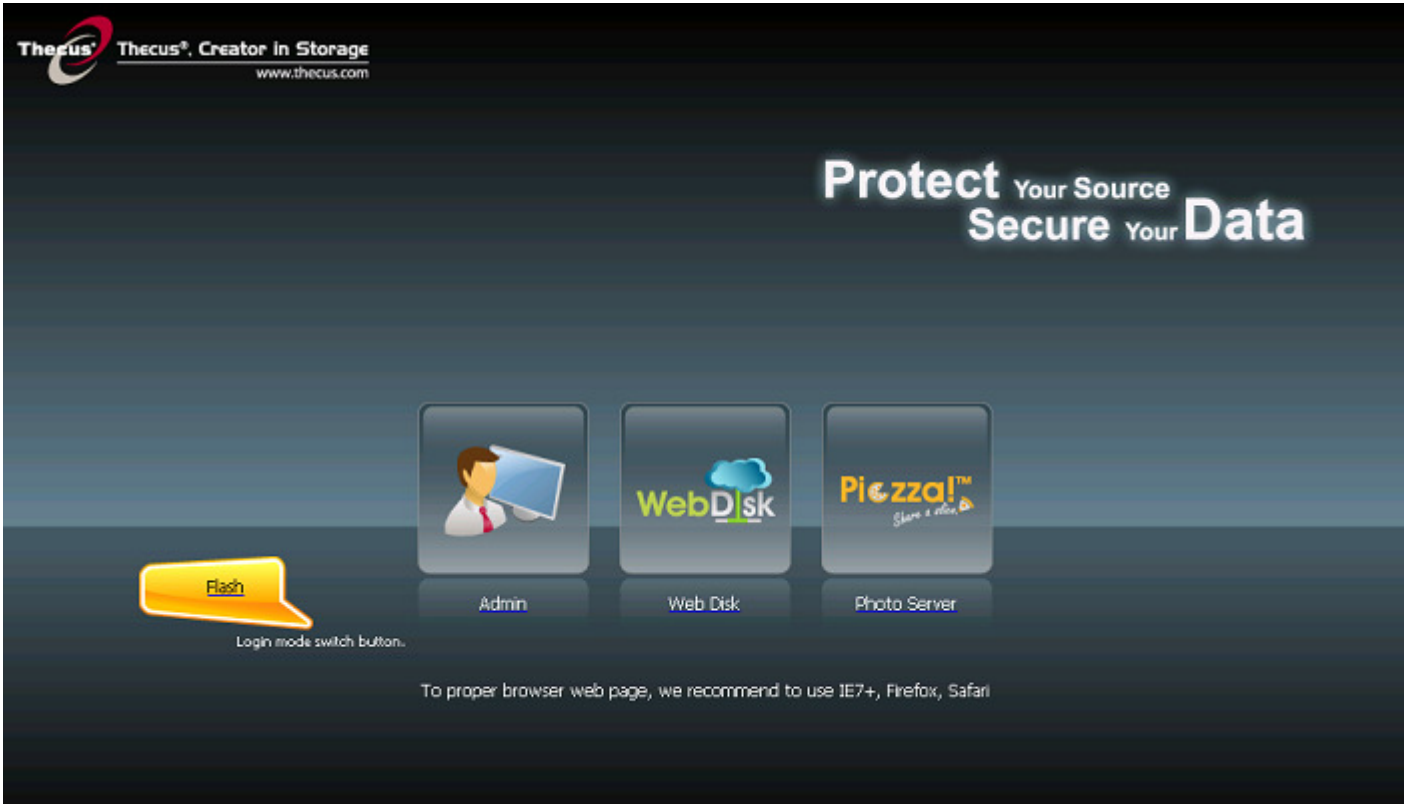 Thecus® Thecus®, Creator in Storage
www.thecus.com
Protect Your Source
Secure Your Data
WebDisk
Piczza!™
Share a slice
Flash
Admin
Web Disk
Photo Server
Login mode switch button.
To proper browser web page, we recommend to use IE7+, Firefox, Safari